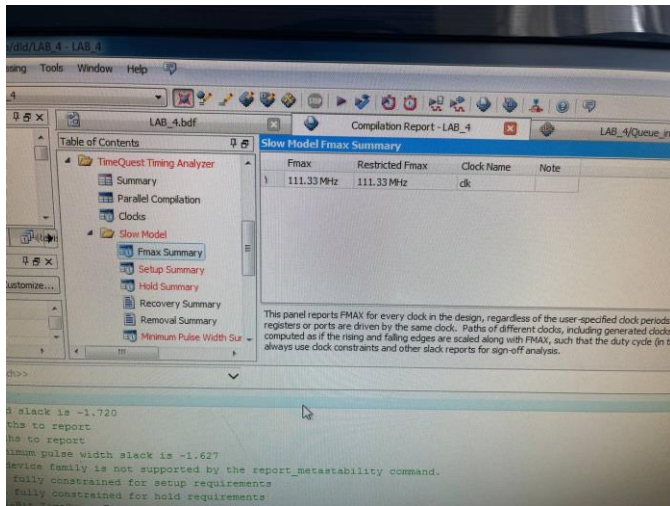 /dld/LAB_4 - LAB_4
Tools Window Help
LAB_4.bdf
Compilation Report - LAB_4
LAB_4/Queue_in
Table of Contents
TimeQuest Timing Analyzer
Summary
Parallel Compilation
Clocks
Slow Model
Fmax Summary
Setup Summary
Hold Summary
Recovery Summary
Removal Summary
Minimum Pulse Width Sur
ustomize...
Slow Model Fmax Summary
Fmax Restricted Fmax Clock Name Note
1 111.33 MHz 111.33 MHz clk
This panel reports FMAX for every clock in the design, regardless of the user-specified clock periods
registers or ports are driven by the same clock. Paths of different clocks, including generated clocks
computed as if the rising and falling edges are scaled along with FMAX, such that the duty cycle (in t
always use clock constraints and other slack reports for sign-off analysis.
ch>>
d slack is -1.720
ths to report
hs to report
imum pulse width slack is -1.627
device family is not supported by the report_metastability command.
fully constrained for setup requirements
fully constrained for hold requirements